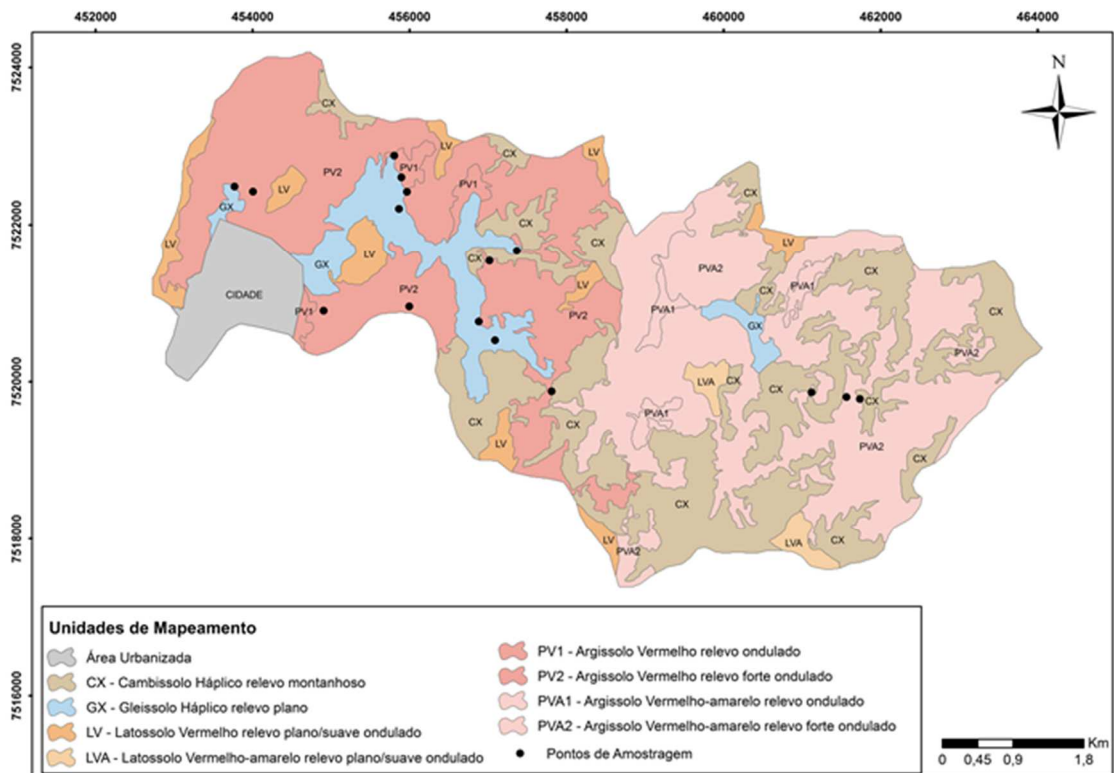 452000 454000 456000 458000 460000 462000 464000
7524000
7522000
7520000
7518000
7516000
N
CX
CX
LV
LV
PV2
PV1
PV1
LV
CX
GX
CX
LV
CX
LV
LV
CX
PVA2
CX
GX
CX
PVA1
CIDADE
PV2
LV
PV2
PV1
PVA1
CX
GX
PVA2
LVA
CX
CX
CX
CX
CX
PVA1
LV
PVA2
CX
CX
LV
PVA2
LVA
CX
Unidades de Mapeamento
Área Urbanizada
CX - Cambissolo Háplico relevo montanhoso
GX - Gleissolo Háplico relevo plano
LV - Latossolo Vermelho relevo plano/suave ondulado
LVA - Latossolo Vermelho-amarelo relevo plano/suave ondulado
PV1 - Argissolo Vermelho relevo ondulado
PV2 - Argissolo Vermelho relevo forte ondulado
PVA1 - Argissolo Vermelho-amarelo relevo ondulado
PVA2 - Argissolo Vermelho-amarelo relevo forte ondulado
Pontos de Amostragem
Km
0 0,45 0,9 1,8